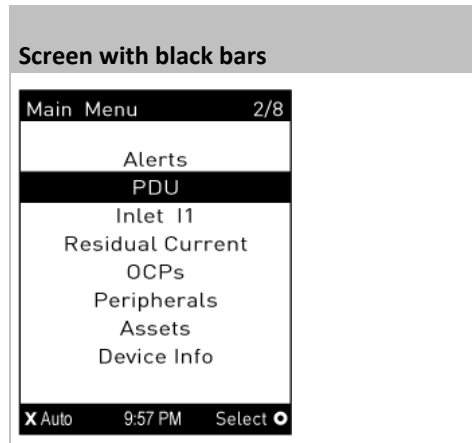 Screen with black bars
Main Menu 2/8
Alerts
PDU
Inlet I1
Residual Current
OCPs
Peripherals
Assets
Device Info
X Auto 9:57 PM Select O